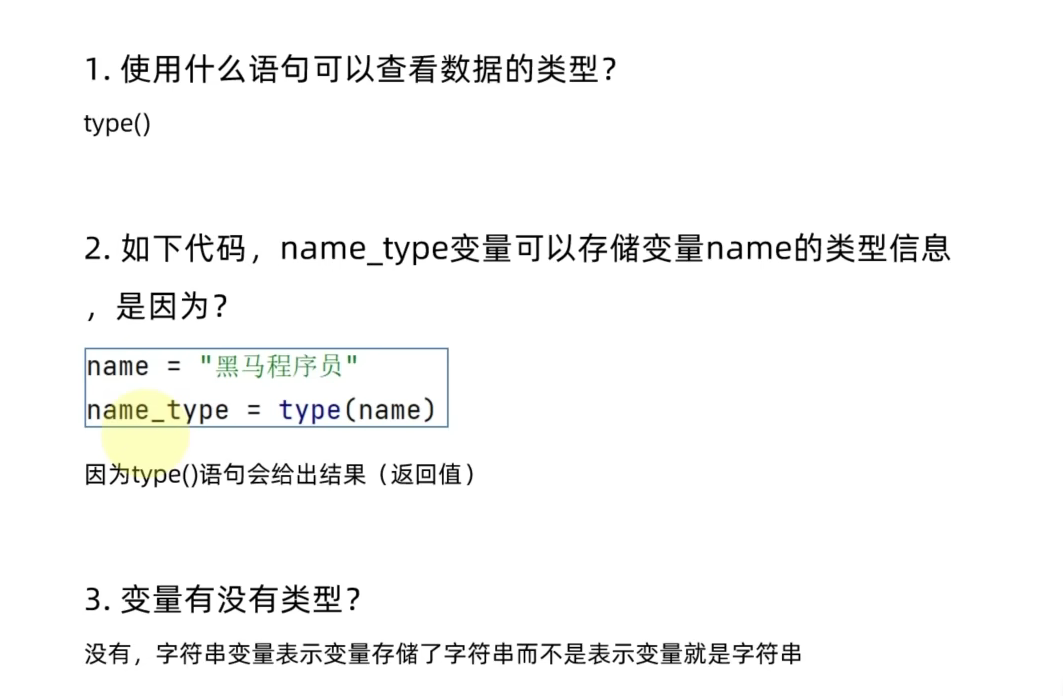 1. 使用什么语句可以查看数据的类型？
type()
2. 如下代码，name_type变量可以存储变量name的类型信息
，是因为？
name = "黑马程序员"
name_type = type(name)
因为type()语句会给出结果（返回值）
3. 变量有没有类型？
没有，字符串变量表示变量存储了字符串而不是表示变量就是字符串